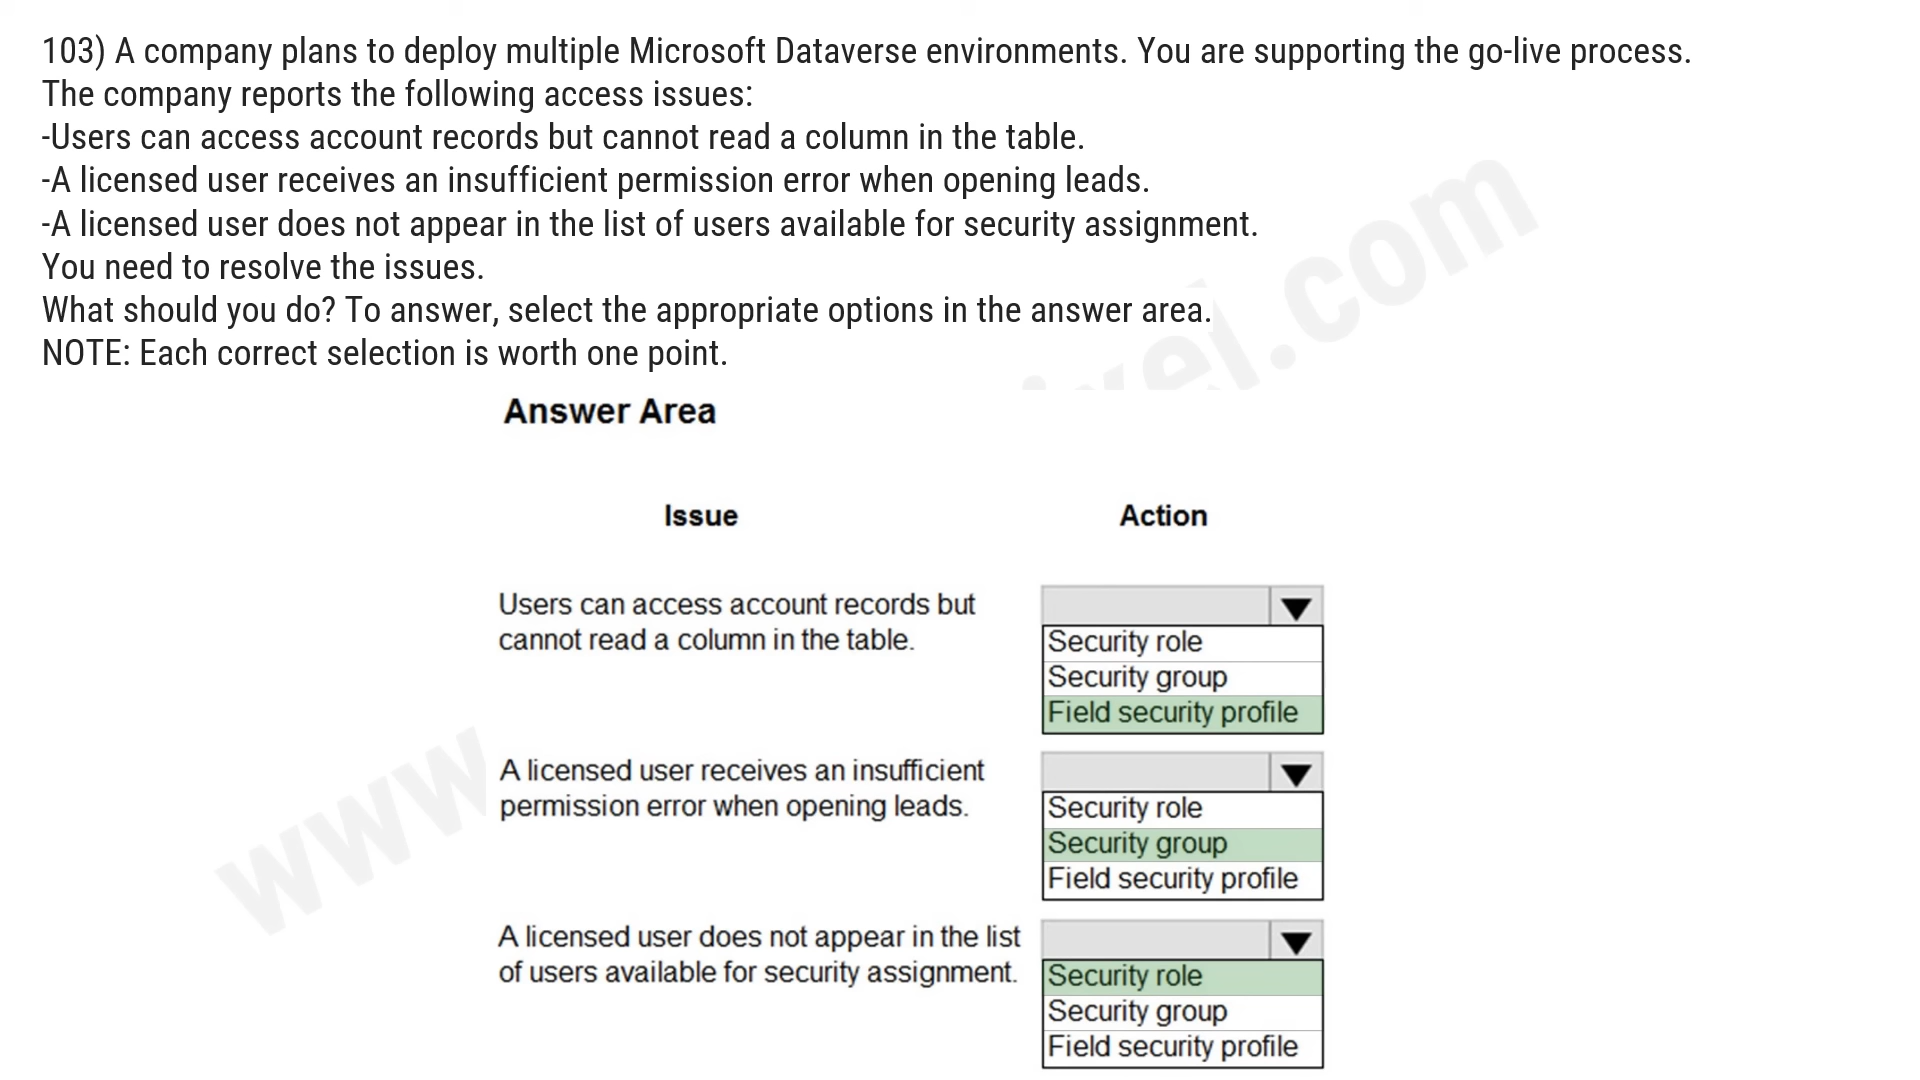 103) A company plans to deploy multiple Microsoft Dataverse environments. You are supporting the go-live process.
The company reports the following access issues:
-Users can access account records but cannot read a column in the table.
-A licensed user receives an insufficient permission error when opening leads.
-A licensed user does not appear in the list of users available for security assignment.
You need to resolve the issues.
What should you do? To answer, select the appropriate options in the answer area.
NOTE: Each correct selection is worth one point.
Answer Area
Issue Action
Users can access account records but
cannot read a column in the table.
Security role
Security group
Field security profile
A licensed user receives an insufficient
permission error when opening leads.
Security role
Security group
Field security profile
A licensed user does not appear in the list
of users available for security assignment.
Security role
Security group
Field security profile
www
.com